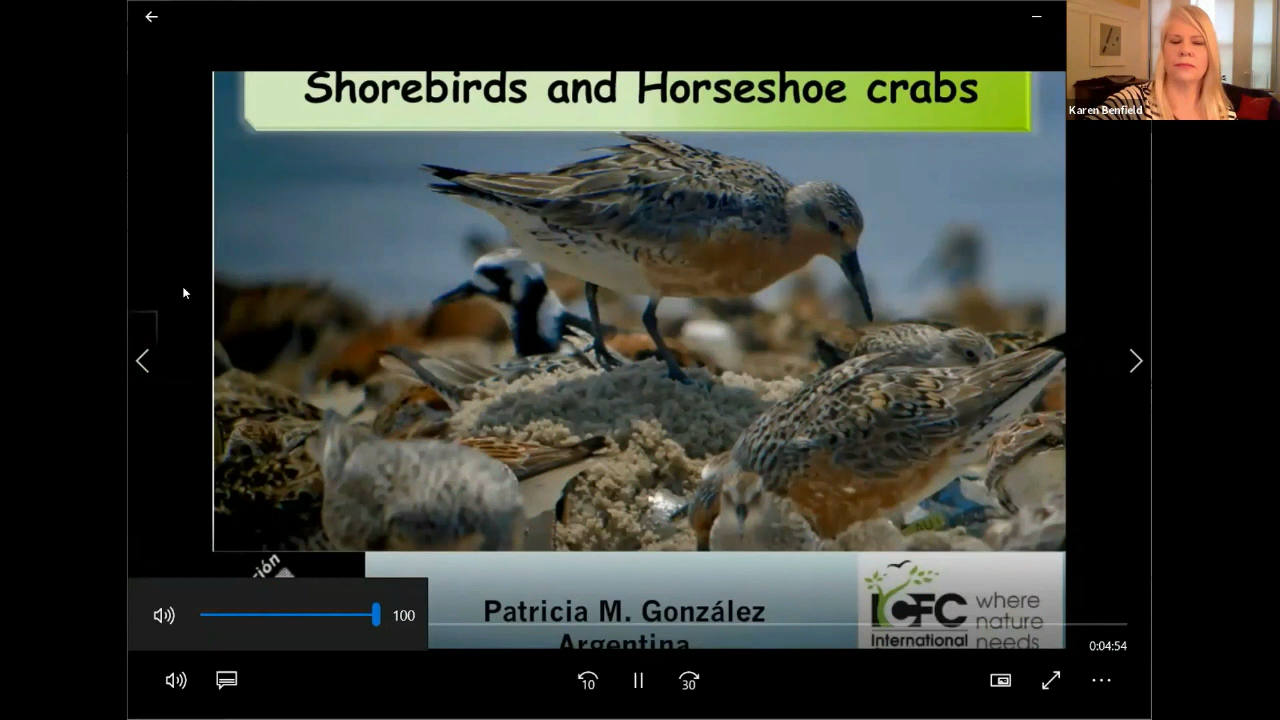 Shorebirds and Horseshoe crabs
Karen Benfield
ión
100
Patricia M. González
Argentina
ICFC
International
where
nature
needs
0:04:54
10
30